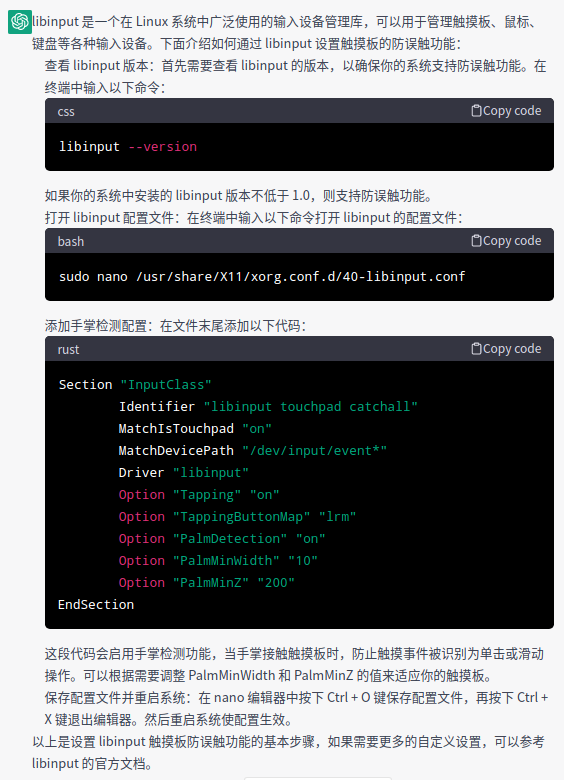 libinput 是一个在 Linux 系统中广泛使用的输入设备管理库，可以用于管理触摸板、鼠标、
键盘等各种输入设备。下面介绍如何通过 libinput 设置触摸板的防误触功能：
查看 libinput 版本：首先需要查看 libinput 的版本，以确保你的系统支持防误触功能。在
终端中输入以下命令：
css
Copy code
libinput --version
如果你的系统中安装的 libinput 版本不低于 1.0，则支持防误触功能。
打开 libinput 配置文件：在终端中输入以下命令打开 libinput 的配置文件：
bash
Copy code
sudo nano /usr/share/X11/xorg.conf.d/40-libinput.conf
添加手掌检测配置：在文件末尾添加以下代码：
rust
Copy code
Section "InputClass"
Identifier "libinput touchpad catchall"
MatchIsTouchpad "on"
MatchDevicePath "/dev/input/event*"
Driver "libinput"
Option "Tapping" "on"
Option "TappingButtonMap" "lrm"
Option "PalmDetection" "on"
Option "PalmMinWidth" "10"
Option "PalmMinZ" "200"
EndSection
这段代码会启用手掌检测功能，当手掌接触触摸板时，防止触摸事件被识别为单击或滑动
操作。可以根据需要调整 PalmMinWidth 和 PalmMinZ 的值来适应你的触摸板。
保存配置文件并重启系统：在 nano 编辑器中按下 Ctrl + O 键保存配置文件，再按下 Ctrl +
X 键退出编辑器。然后重启系统使配置生效。
以上是设置 libinput 触摸板防误触功能的基本步骤，如果需要更多的自定义设置，可以参考
libinput 的官方文档。